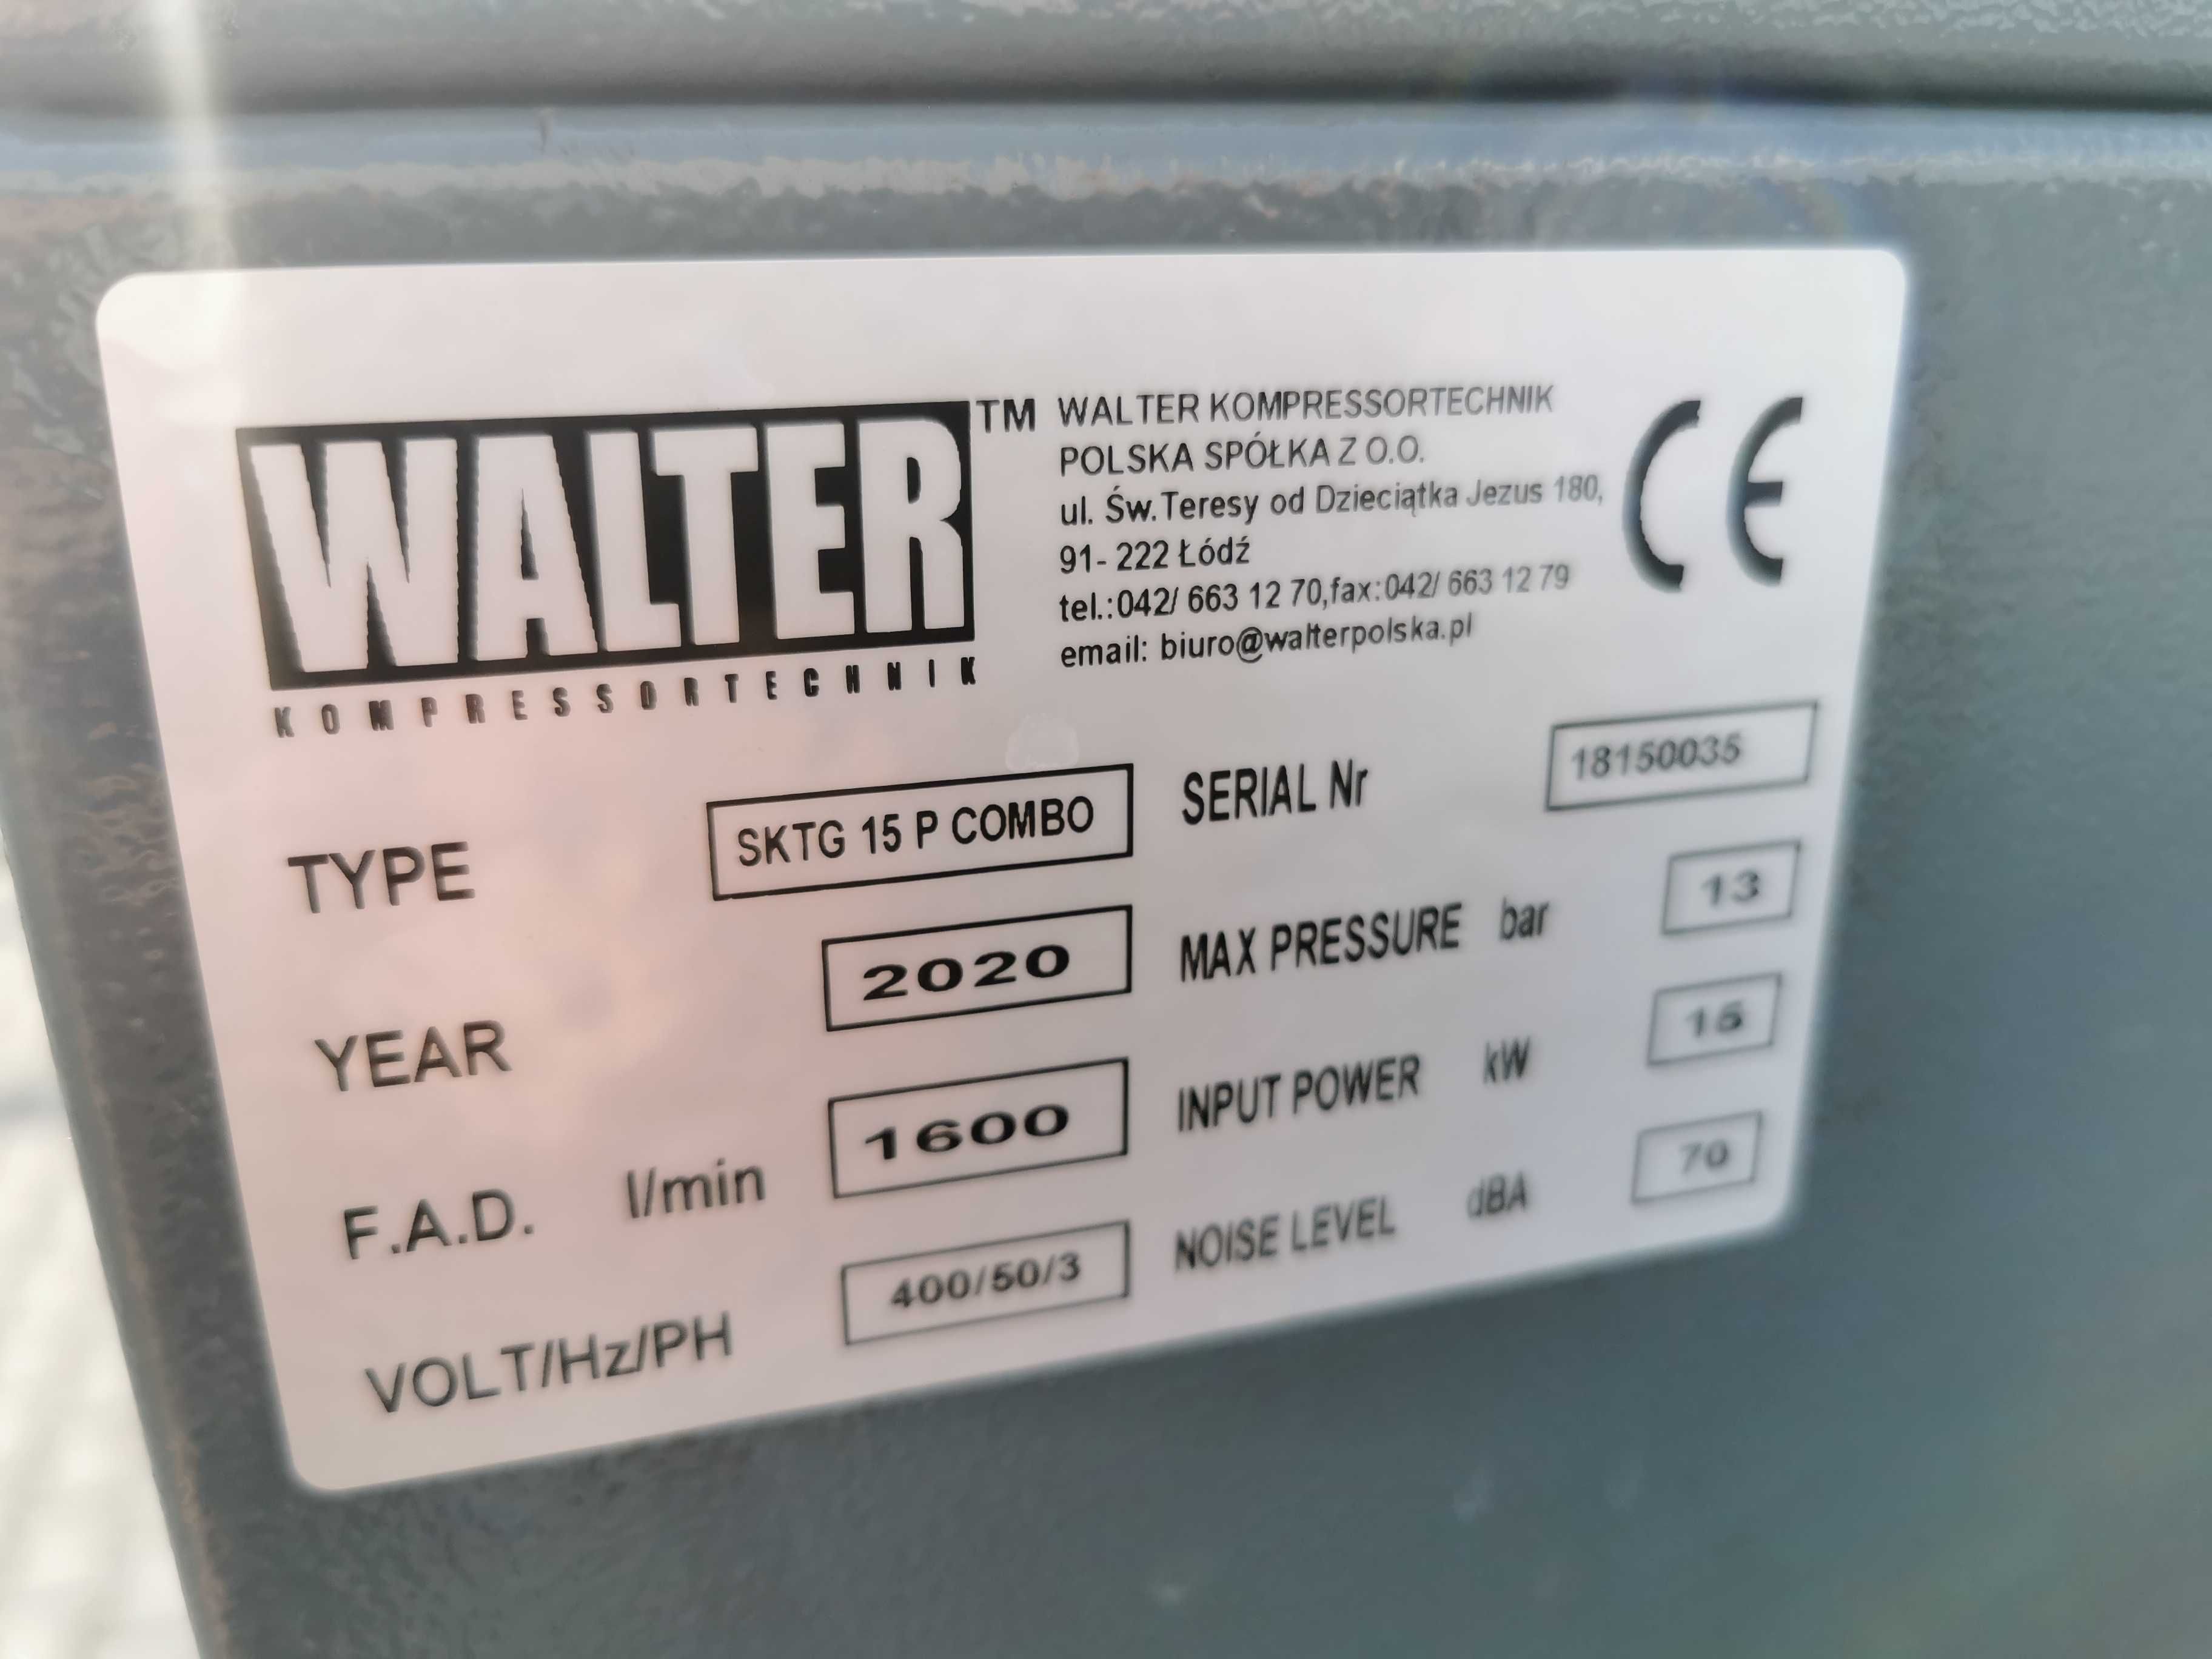 WALTER TM
KOMPRESSORTECHNIK
WALTER KOMPRESSORTECHNIK
POLSKA SPÓŁKA Z O.O.
ul. Św.Teresy od Dzieciątka Jezus 180,
91- 222 Łódź
tel.:042/ 663 12 70,fax:042/ 663 12 79
email: biuro@walterpolska.pl
CE
TYPE SKTG 15 P COMBO
YEAR 2020
F.A.D. l/min 1600
VOLT/Hz/PH 400/50/3
SERIAL Nr 18150035
MAX PRESSURE bar 13
INPUT POWER kW 15
NOISE LEVEL dBA 70